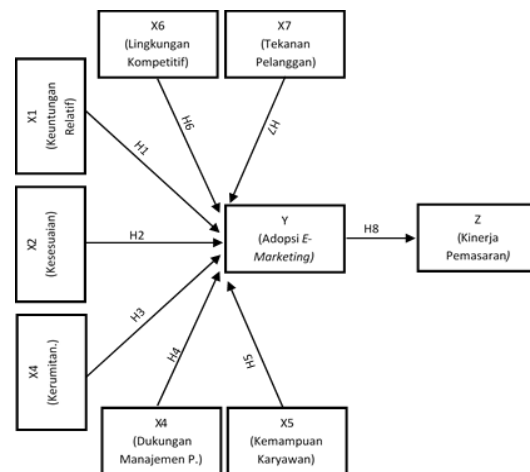 X6
(Lingkungan
Kompetitif)
X7
(Tekanan
Pelanggan)
X1
(Keuntungan
Relatif)
H6
H7
H1
X2
(Kesesuaian)
H2
Y
(Adopsi E-
Marketing)
H8
Z
(Kinerja
Pemasaran)
X4
(Kerumitan.)
H3
H4
H5
X4
(Dukungan
Manajemen P.)
X5
(Kemampuan
Karyawan)